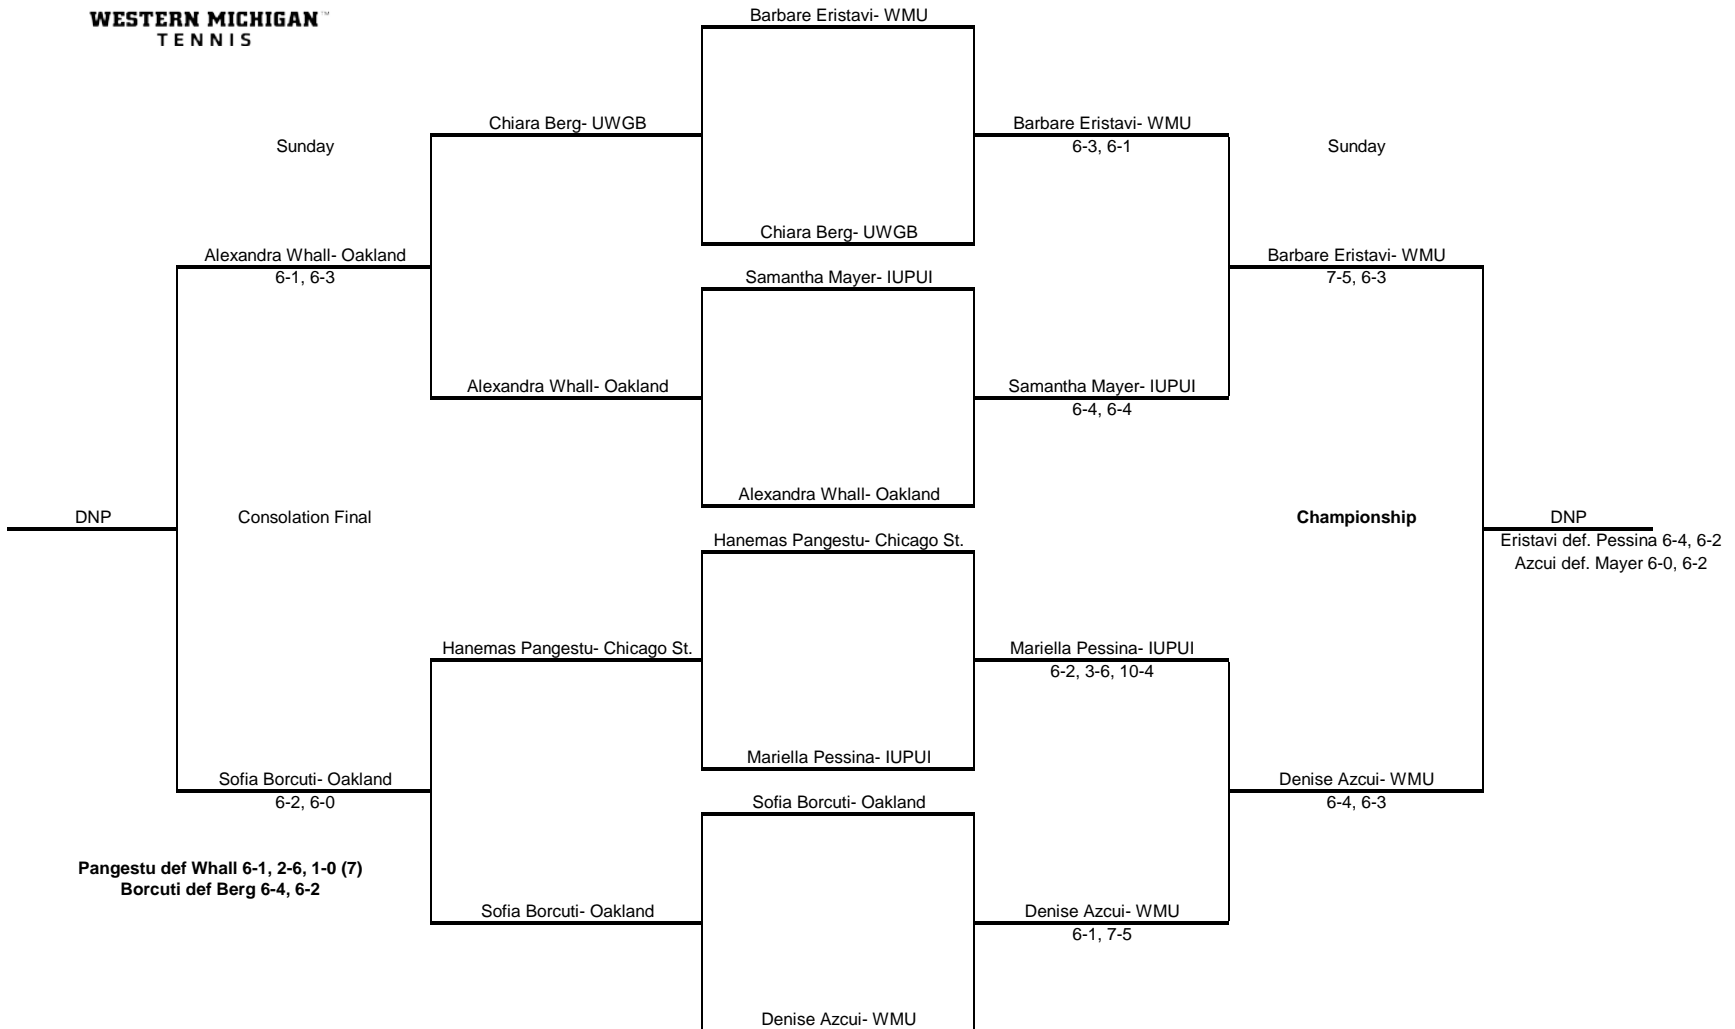 WESTERN MICHIGAN™
TENNIS
Barbare Eristavi- WMU
Chiara Berg- UWGB
Barbare Eristavi- WMU
Sunday
6-3, 6-1
Sunday
Chiara Berg- UWGB
Alexandra Whall- Oakland
Barbare Eristavi- WMU
6-1, 6-3
Samantha Mayer- IUPUI
7-5, 6-3
Alexandra Whall- Oakland
Samantha Mayer- IUPUI
6-4, 6-4
Alexandra Whall- Oakland
DNP
Consolation Final
Championship
DNP
Hanemas Pangestu- Chicago St.
Eristavi def. Pessina 6-4, 6-2
Azcui def. Mayer 6-0, 6-2
Hanemas Pangestu- Chicago St.
Mariella Pessina- IUPUI
6-2, 3-6, 10-4
Mariella Pessina- IUPUI
Sofia Borcuti- Oakland
Denise Azcui- WMU
6-2, 6-0
Sofia Borcuti- Oakland
6-4, 6-3
Pangestu def Whall 6-1, 2-6, 1-0 (7)
Borcuti def Berg 6-4, 6-2
Sofia Borcuti- Oakland
Denise Azcui- WMU
6-1, 7-5
Denise Azcui- WMU